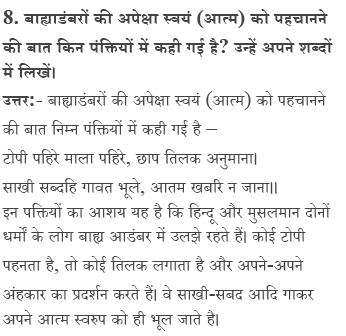 8. बाह्याडंबरों की अपेक्षा स्वयं (आत्म) को पहचानने
की बात किन पंक्तियों में कही गई है? उन्हें अपने शब्दों
में लिखें।
उत्तर:- बाह्याडंबरों की अपेक्षा स्वयं (आत्म) को पहचानने
की बात निम्न पंक्तियों में कही गई है –
टोपी पहिरे माला पहिरे, छाप तिलक अनुमाना।
साखी सब्दहि गावत भूले, आतम खबरि न जाना॥
इन पक्तियों का आशय यह है कि हिन्दू और मुसलमान दोनों
धर्मों के लोग बाह्य आडंबर में उलझे रहते हैं। कोई टोपी
पहनता है, तो कोई तिलक लगाता है और अपने-अपने
अंहकार का प्रदर्शन करते हैं। वे साखी-सबद आदि गाकर
अपने आत्म स्वरुप को ही भूल जाते है।